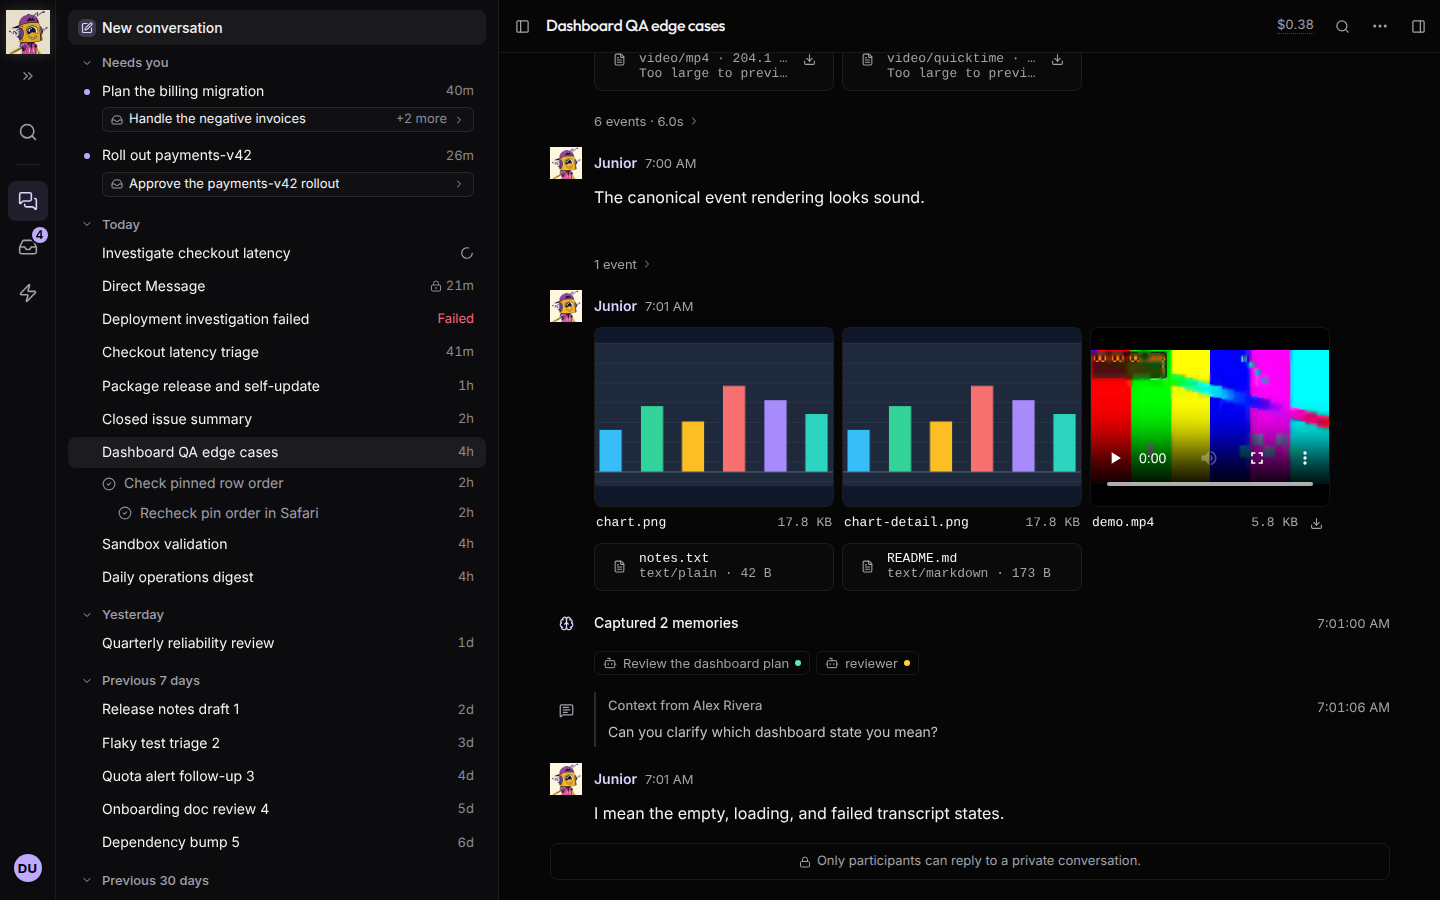 New conversation
Needs you
Plan the billing migration 40m
Handle the negative invoices +2 more
Roll out payments-v42 26m
Approve the payments-v42 rollout
Today
Investigate checkout latency
Direct Message 21m
Deployment investigation failed Failed
Checkout latency triage 41m
Package release and self-update 1h
Closed issue summary 2h
Dashboard QA edge cases 4h
Check pinned row order 2h
Recheck pin order in Safari 2h
Sandbox validation 4h
Daily operations digest 4h
Yesterday
Quarterly reliability review 1d
Previous 7 days
Release notes draft 1 2d
Flaky test triage 2 3d
Quota alert follow-up 3 4d
Onboarding doc review 4 5d
Dependency bump 5 6d
Previous 30 days
4
DU
Dashboard QA edge cases $0.38
video/mp4 · 204.1 … video/quicktime · …
Too large to previ… Too large to previ…
6 events · 6.0s
Junior 7:00 AM
The canonical event rendering looks sound.
1 event
Junior 7:01 AM
0:00
chart.png 17.8 KB chart-detail.png 17.8 KB demo.mp4 5.8 KB
notes.txt README.md
text/plain · 42 B text/markdown · 173 B
Captured 2 memories 7:01:00 AM
Review the dashboard plan reviewer
Context from Alex Rivera 7:01:06 AM
Can you clarify which dashboard state you mean?
Junior 7:01 AM
I mean the empty, loading, and failed transcript states.
Only participants can reply to a private conversation.